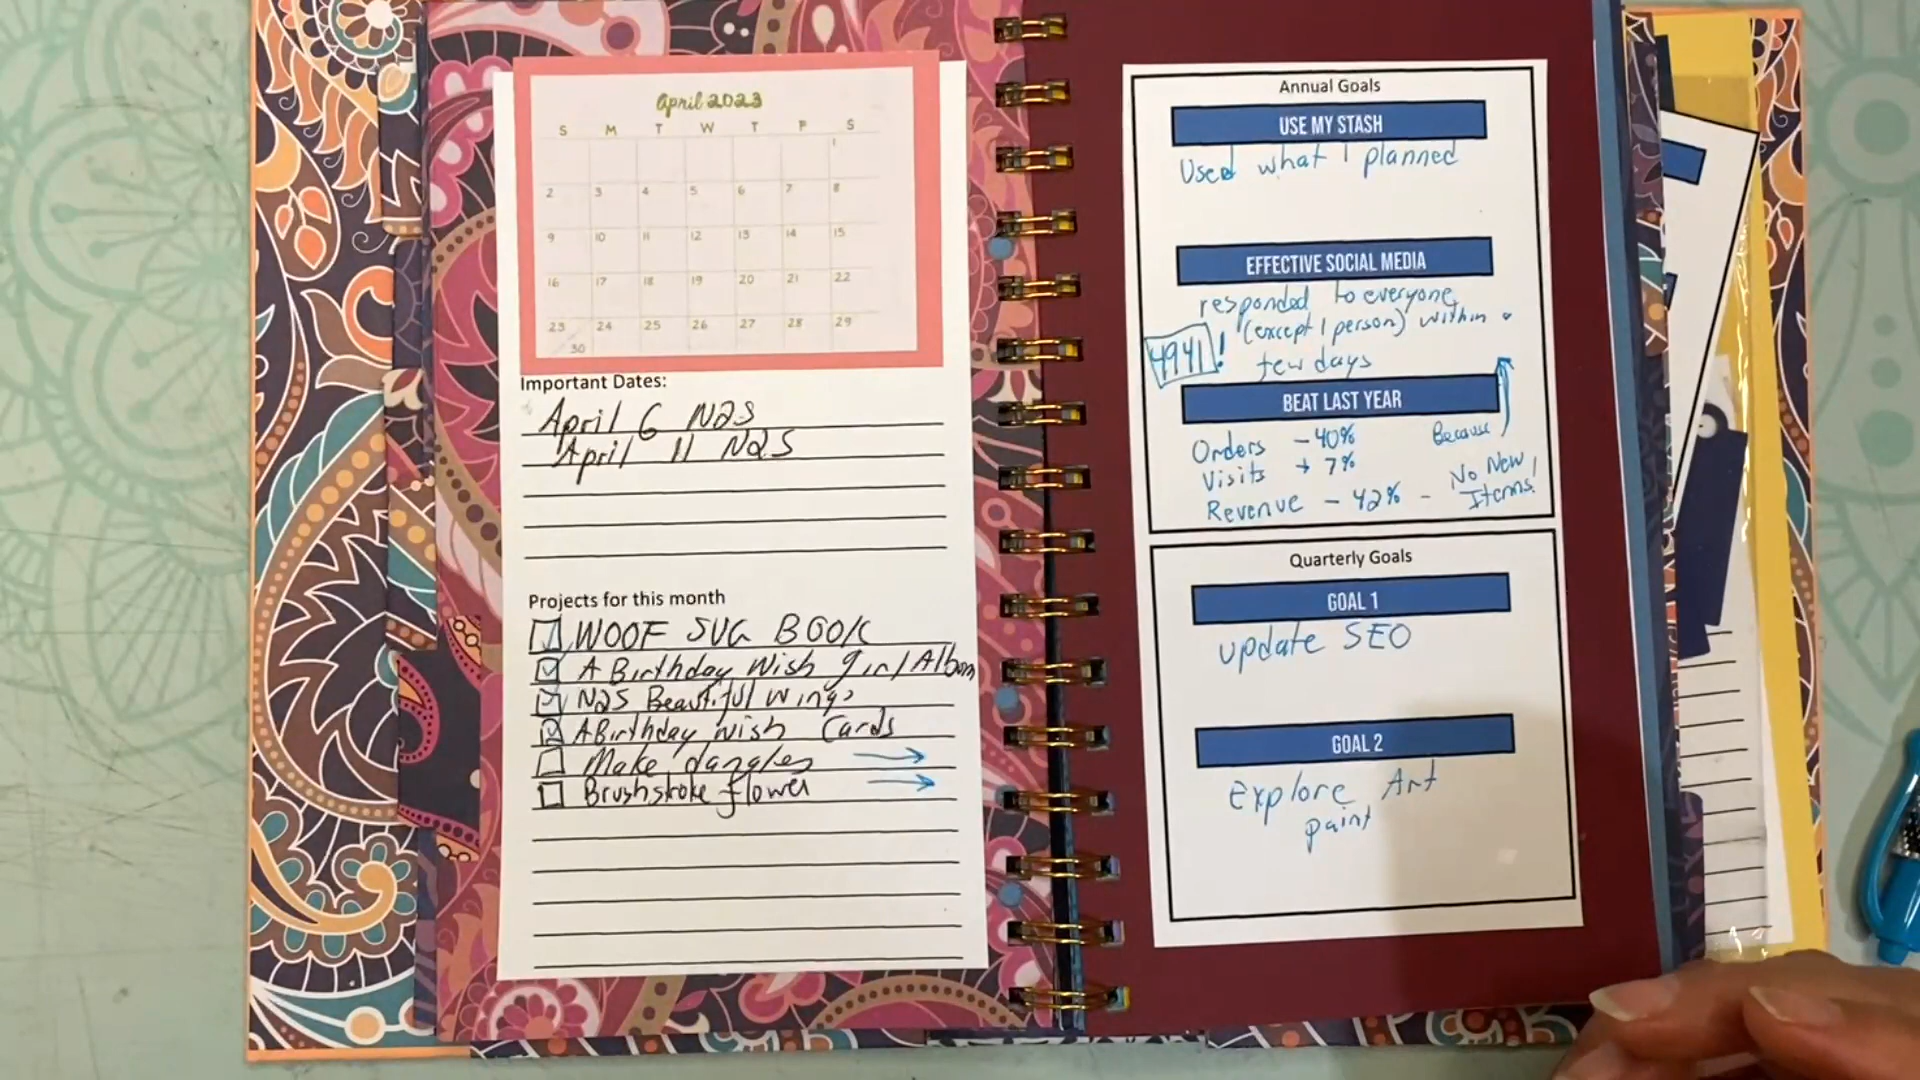 April 2023
S M T W T F S
1
2 3 4 5 6 7 8
9 10 11 12 13 14 15
16 17 18 19 20 21 22
23 24 25 26 27 28 29
30
Important Dates:
April 6 N2S
April 11 N2S
Projects for this month
WOOF SVG BOOK
A Birthday Wish girl Album
N2S Beautiful Wings
A Birthday Wish Cards
Make dangles
Brushstroke flower
Annual Goals
USE MY STASH
Used what I planned
EFFECTIVE SOCIAL MEDIA
responded to everyone
(except 1 person) within a
few days
4941!
BEAT LAST YEAR
Orders - 40% Because
Visits + 7%
Revenue - 42% - No New
Items!
Quarterly Goals
GOAL 1
update SEO
GOAL 2
Explore Art
paint